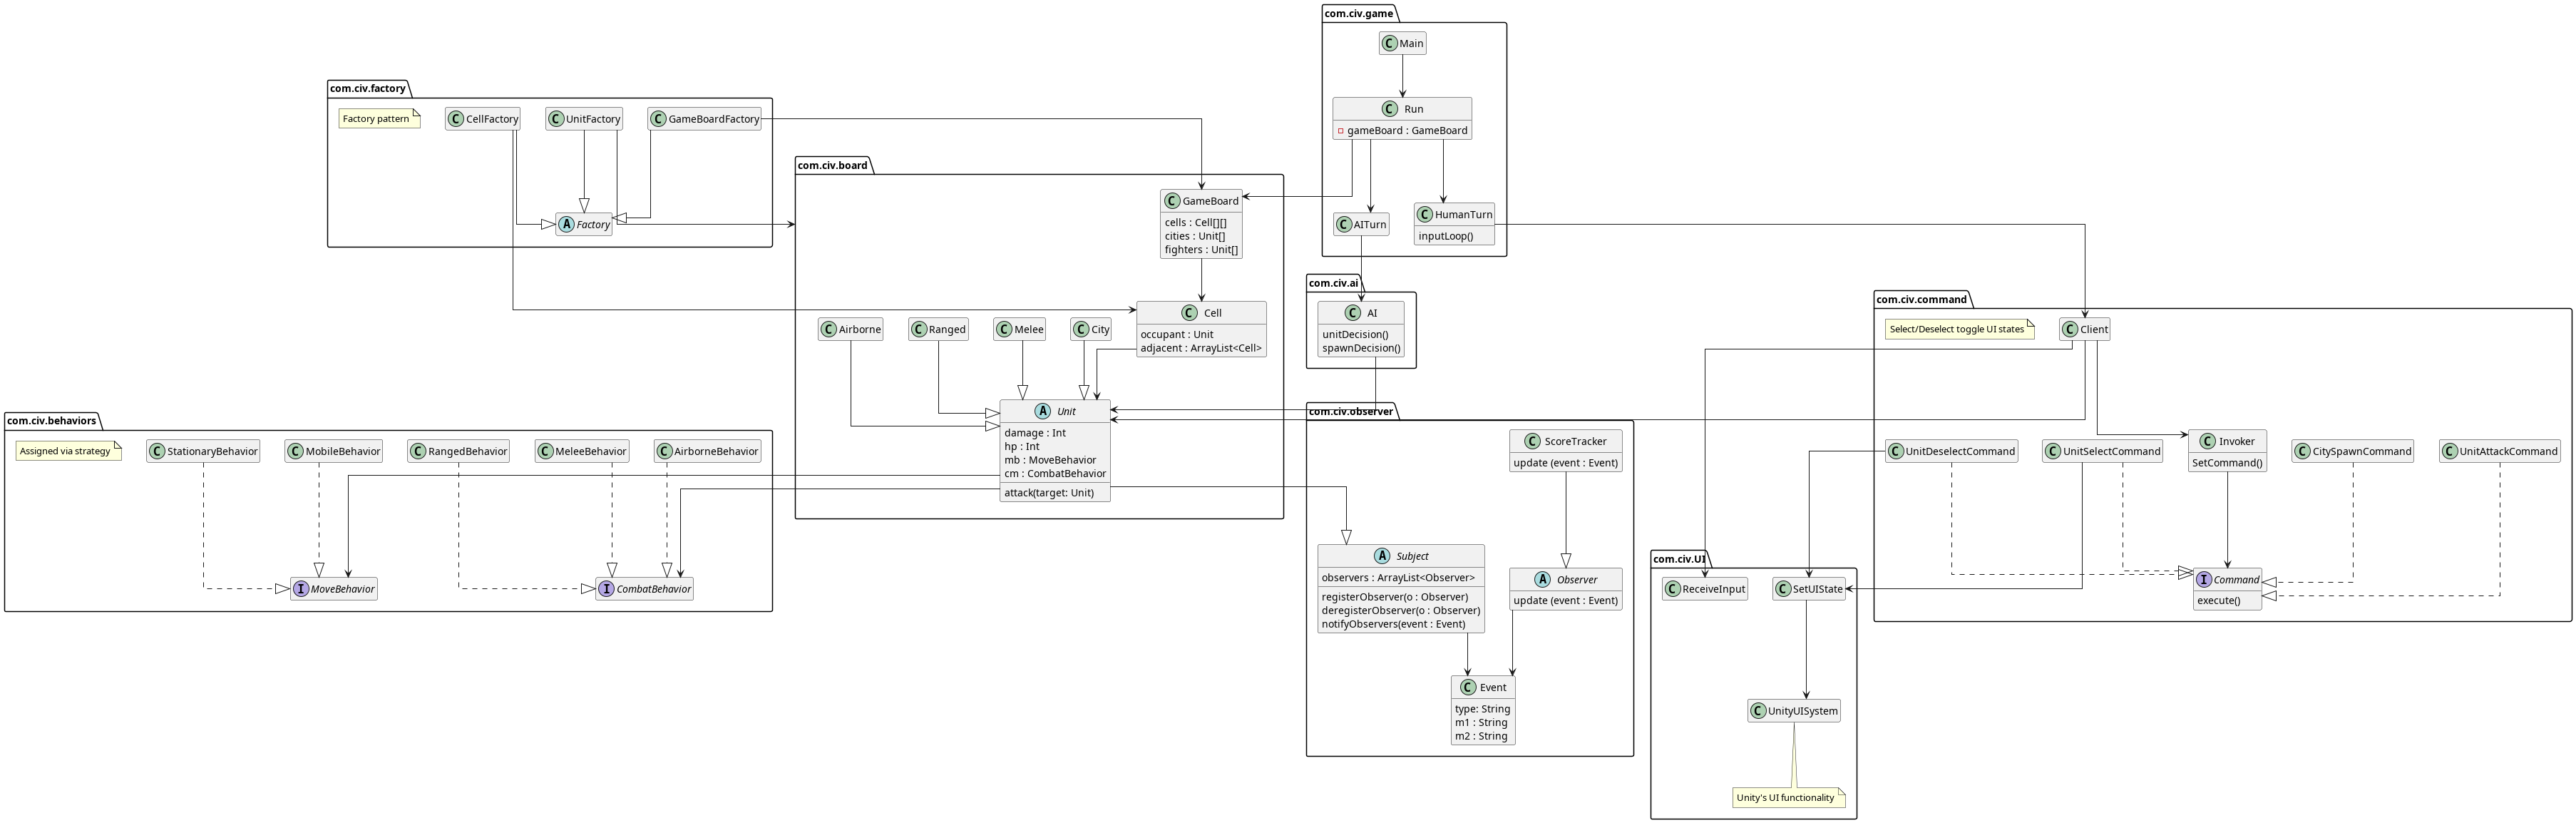 com.civ.game
C Main
C Run
gameBoard : GameBoard
C AITurn
C HumanTurn
inputLoop()
com.civ.factory
Factory pattern
C CellFactory
C UnitFactory
C GameBoardFactory
A Factory
com.civ.board
C GameBoard
cells : Cell[][]
cities : Unit[]
fighters : Unit[]
C Cell
occupant : Unit
adjacent : ArrayList<Cell>
C Airborne
C Ranged
C Melee
C City
A Unit
damage : Int
hp : Int
mb : MoveBehavior
cm : CombatBehavior
attack(target: Unit)
com.civ.ai
C AI
unitDecision()
spawnDecision()
com.civ.command
Select/Deselect toggle UI states
C Client
C UnitDeselectCommand
C UnitSelectCommand
C Invoker
SetCommand()
C CitySpawnCommand
C UnitAttackCommand
I Command
execute()
com.civ.behaviors
Assigned via strategy
C StationaryBehavior
C MobileBehavior
C RangedBehavior
C MeleeBehavior
C AirborneBehavior
I MoveBehavior
I CombatBehavior
com.civ.observer
C ScoreTracker
update (event : Event)
A Subject
observers : ArrayList<Observer>
registerObserver(o : Observer)
deregisterObserver(o : Observer)
notifyObservers(event : Event)
A Observer
update (event : Event)
C Event
type: String
m1 : String
m2 : String
com.civ.UI
C ReceiveInput
C SetUIState
C UnityUISystem
Unity's UI functionality